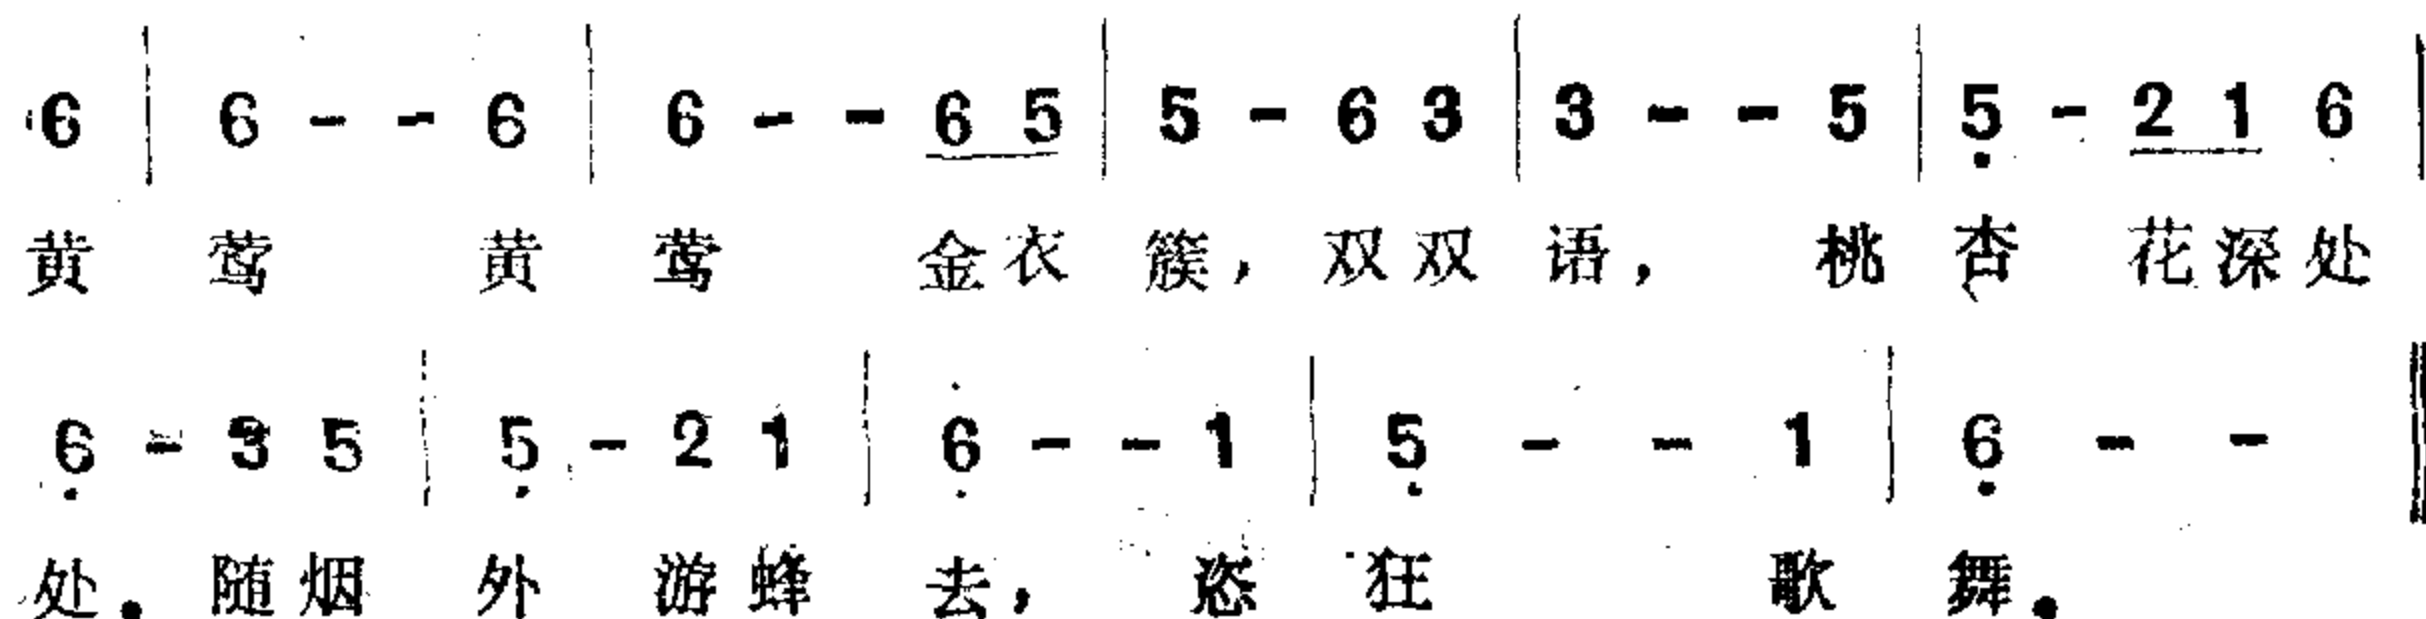 6 | 6 - - 6 | 6 - - 6 5 | 5 - 6 3 | 3 - - 5 | 5̣ - 2 1 6 |
黄 莺 黄 莺 金衣 簇，双双 语， 桃 杏 花深处
6̣ - 3 5 | 5̣ - 2 1 | 6̣ - - 1 | 5̣ - - 1 | 6̣ - - ‖
处。随烟 外 游蜂 去， 恣 狂 歌 舞。